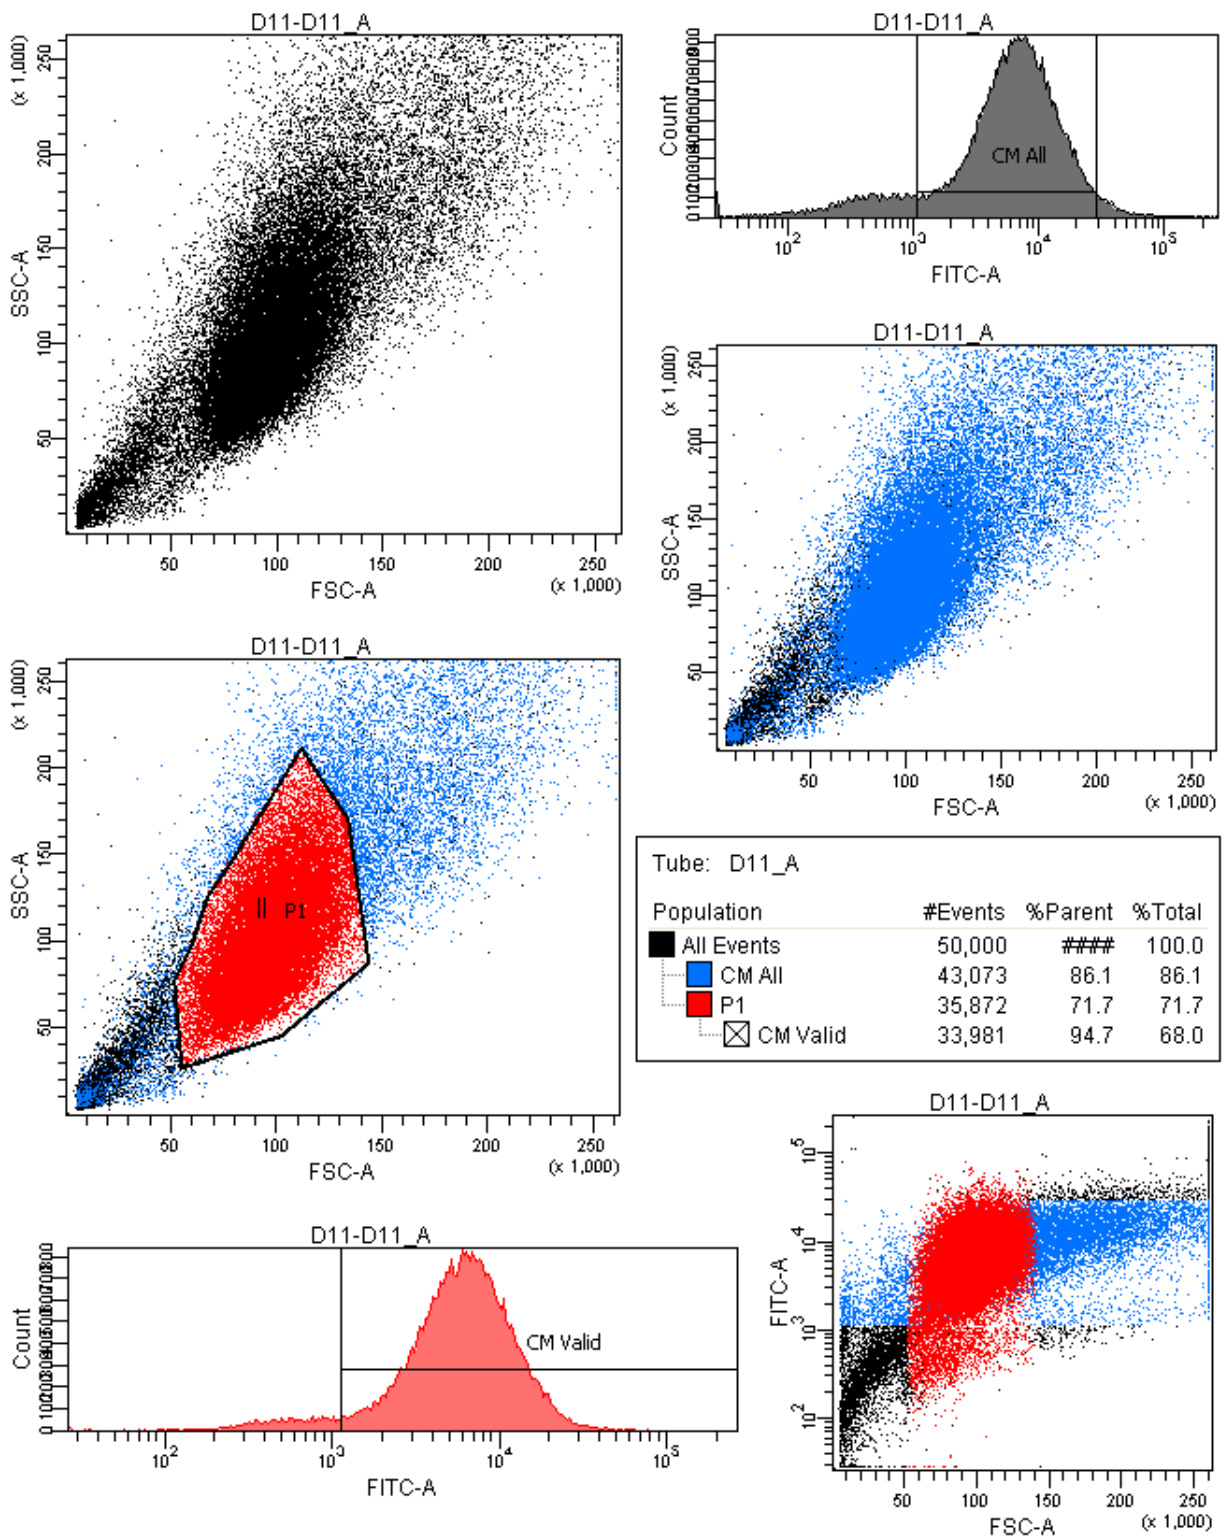 D11-D11_A
(x 1,000)
250
200
150
100
50
SSC-A
50 100 150 200 250
FSC-A (x 1,000)
D11-D11_A
Count
CM All
10² 10³ 10⁴ 10⁵
FITC-A
D11-D11_A
(x 1,000)
250
200
150
100
50
SSC-A
50 100 150 200 250
FSC-A (x 1,000)
D11-D11_A
(x 1,000)
250
200
150
100
50
SSC-A
P1
50 100 150 200 250
FSC-A (x 1,000)
Tube: D11_A
Population #Events %Parent %Total
All Events 50,000 #### 100.0
CM All 43,073 86.1 86.1
P1 35,872 71.7 71.7
CM Valid 33,981 94.7 68.0
D11-D11_A
Count
CM Valid
10² 10³ 10⁴ 10⁵
FITC-A
D11-D11_A
10⁵
10⁴
10³
10²
FITC-A
50 100 150 200 250
FSC-A (x 1,000)